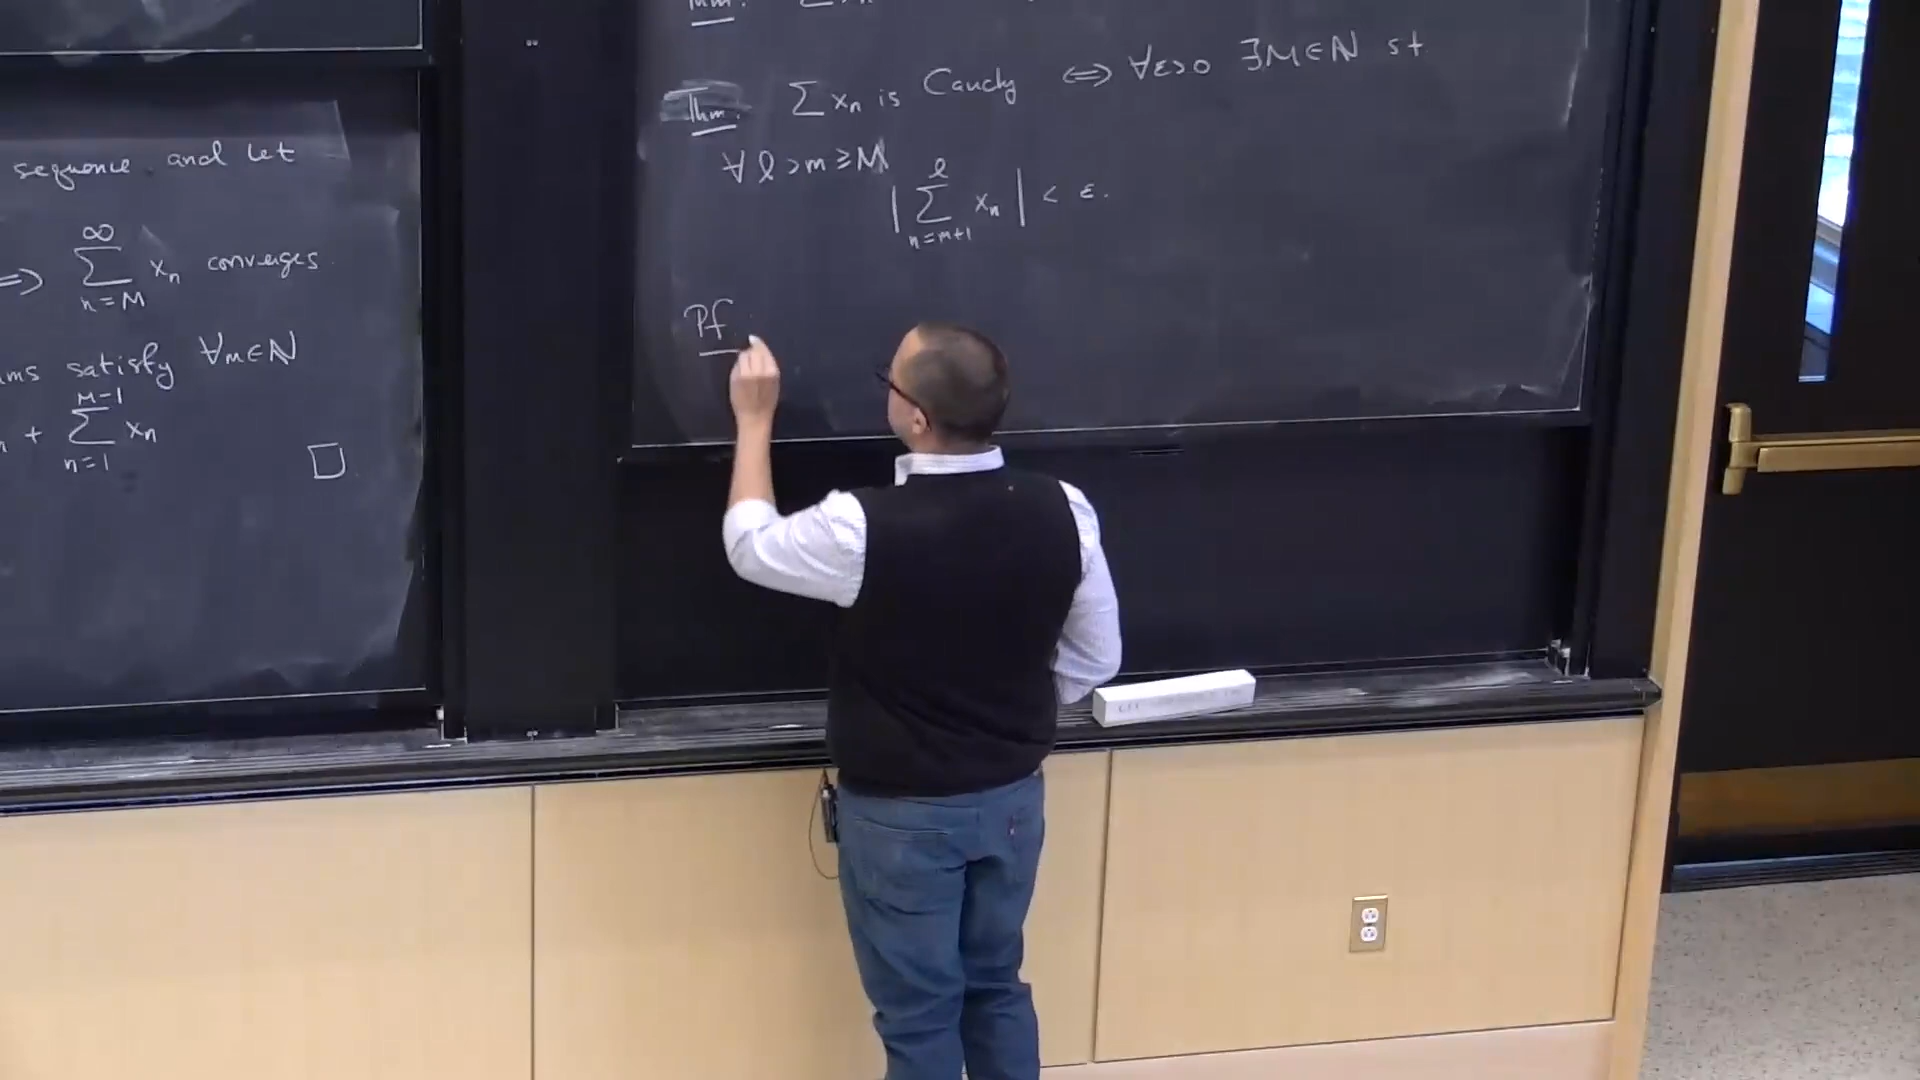 sequence and let
=> ∞∑n=M xn converges
satisfy ∀m∈ℕ
+ M-1∑n=1 xn
□
Thm: ∑xn is Cauchy <=> ∀ε>0 ∃M∈ℕ st
∀ l>m≥M
| l∑n=m+1 xn | < ε.
Pf